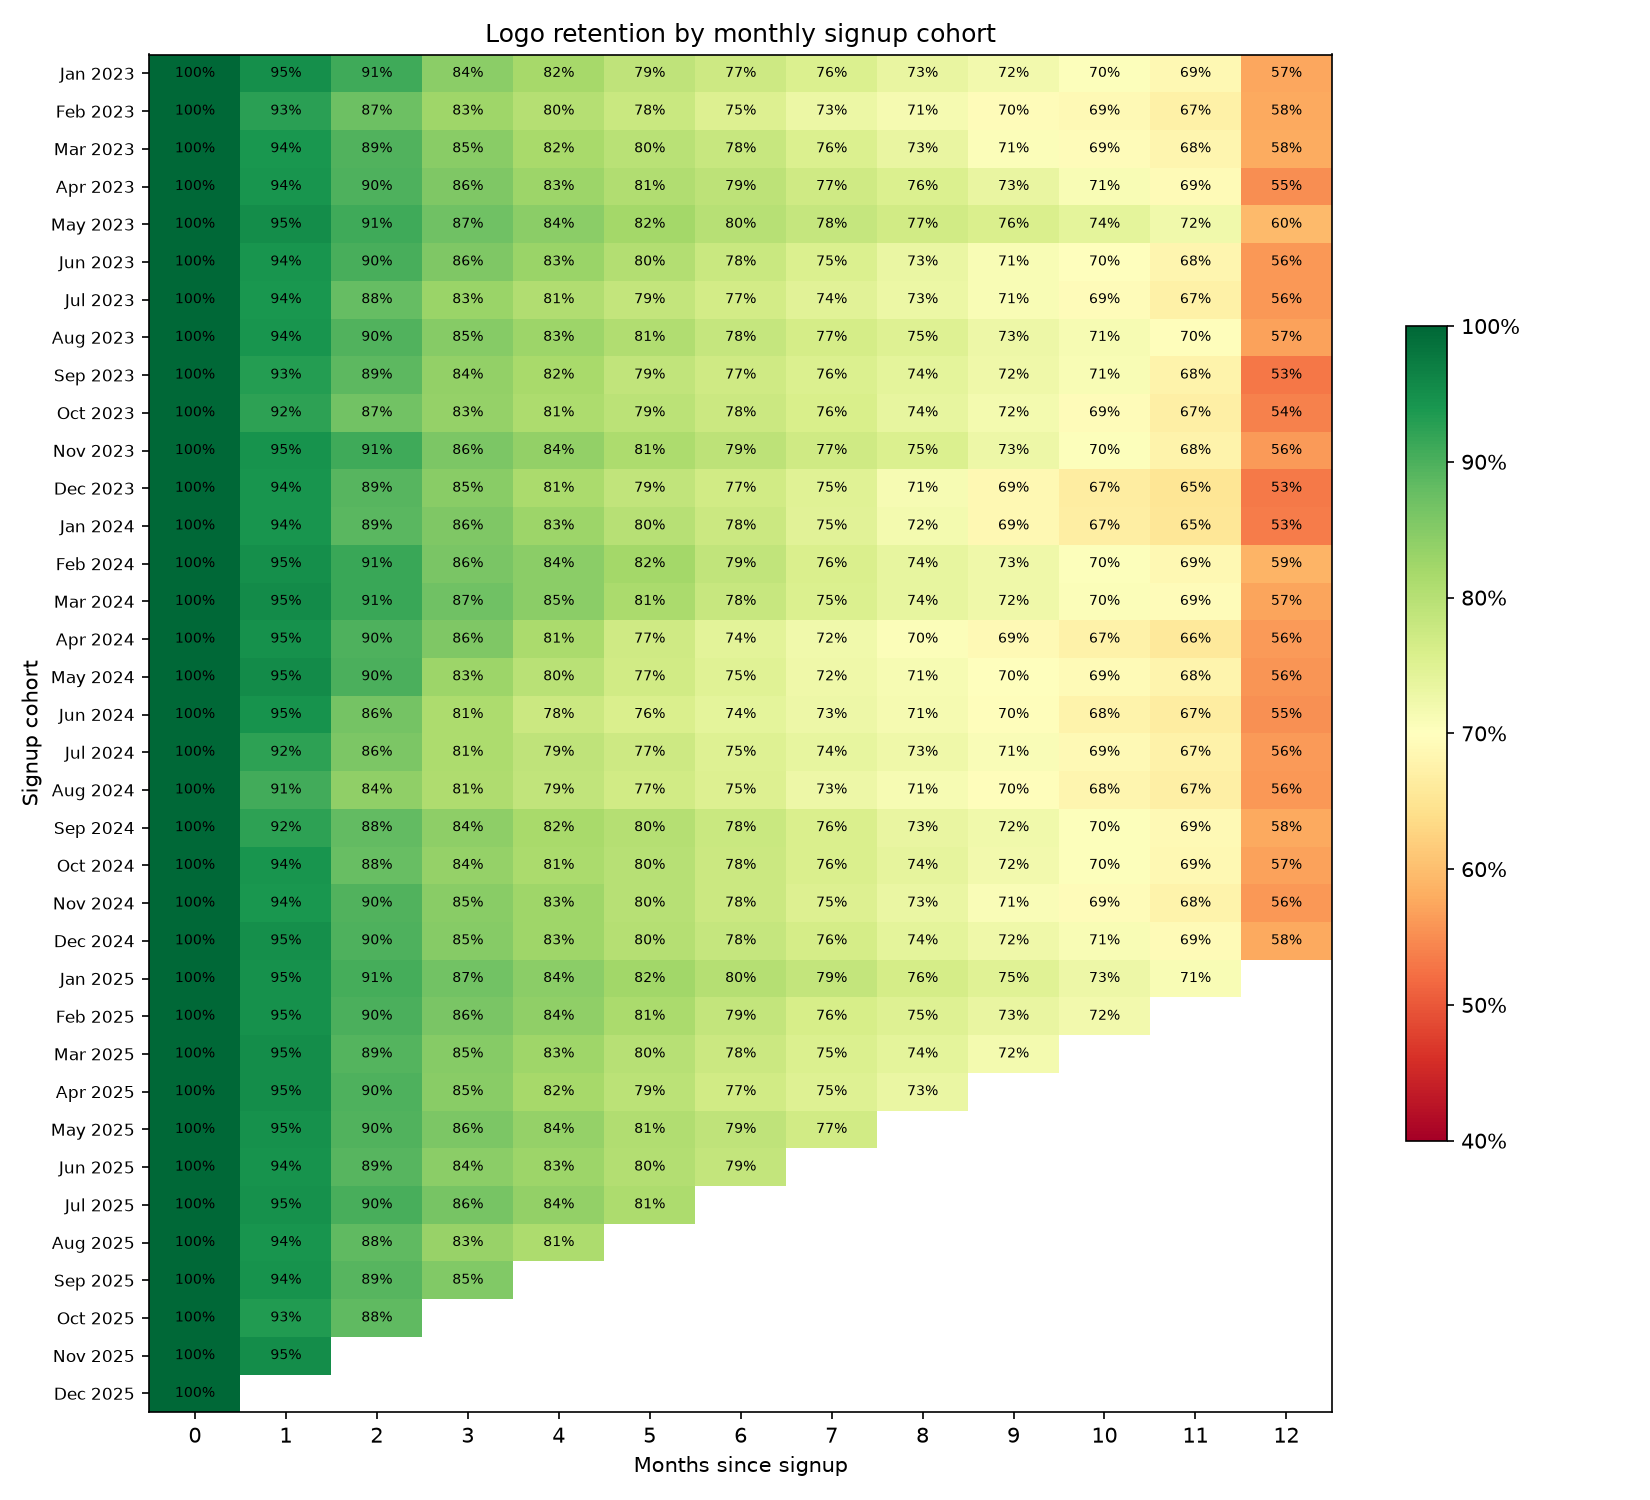 Logo retention by monthly signup cohort
Jan 2023 100% 95% 91% 84% 82% 79% 77% 76% 73% 72% 70% 69% 57%
Feb 2023 100% 93% 87% 83% 80% 78% 75% 73% 71% 70% 69% 67% 58%
Mar 2023 100% 94% 89% 85% 82% 80% 78% 76% 73% 71% 69% 68% 58%
Apr 2023 100% 94% 90% 86% 83% 81% 79% 77% 76% 73% 71% 69% 55%
May 2023 100% 95% 91% 87% 84% 82% 80% 78% 77% 76% 74% 72% 60%
Jun 2023 100% 94% 90% 86% 83% 80% 78% 75% 73% 71% 70% 68% 56%
Jul 2023 100% 94% 88% 83% 81% 79% 77% 74% 73% 71% 69% 67% 56%
Aug 2023 100% 94% 90% 85% 83% 81% 78% 77% 75% 73% 71% 70% 57%
Sep 2023 100% 93% 89% 84% 82% 79% 77% 76% 74% 72% 71% 68% 53%
Oct 2023 100% 92% 87% 83% 81% 79% 78% 76% 74% 72% 69% 67% 54%
Nov 2023 100% 95% 91% 86% 84% 81% 79% 77% 75% 73% 70% 68% 56%
Dec 2023 100% 94% 89% 85% 81% 79% 77% 75% 71% 69% 67% 65% 53%
Jan 2024 100% 94% 89% 86% 83% 80% 78% 75% 72% 69% 67% 65% 53%
Feb 2024 100% 95% 91% 86% 84% 82% 79% 76% 74% 73% 70% 69% 59%
Mar 2024 100% 95% 91% 87% 85% 81% 78% 75% 74% 72% 70% 69% 57%
Apr 2024 100% 95% 90% 86% 81% 77% 74% 72% 70% 69% 67% 66% 56%
May 2024 100% 95% 90% 83% 80% 77% 75% 72% 71% 70% 69% 68% 56%
Jun 2024 100% 95% 86% 81% 78% 76% 74% 73% 71% 70% 68% 67% 55%
Jul 2024 100% 92% 86% 81% 79% 77% 75% 74% 73% 71% 69% 67% 56%
Aug 2024 100% 91% 84% 81% 79% 77% 75% 73% 71% 70% 68% 67% 56%
Sep 2024 100% 92% 88% 84% 82% 80% 78% 76% 73% 72% 70% 69% 58%
Oct 2024 100% 94% 88% 84% 81% 80% 78% 76% 74% 72% 70% 69% 57%
Nov 2024 100% 94% 90% 85% 83% 80% 78% 75% 73% 71% 69% 68% 56%
Dec 2024 100% 95% 90% 85% 83% 80% 78% 76% 74% 72% 71% 69% 58%
Jan 2025 100% 95% 91% 87% 84% 82% 80% 79% 76% 75% 73% 71%
Feb 2025 100% 95% 90% 86% 84% 81% 79% 76% 75% 73% 72%
Mar 2025 100% 95% 89% 85% 83% 80% 78% 75% 74% 72%
Apr 2025 100% 95% 90% 85% 82% 79% 77% 75% 73%
May 2025 100% 95% 90% 86% 84% 81% 79% 77%
Jun 2025 100% 94% 89% 84% 83% 80% 79%
Jul 2025 100% 95% 90% 86% 84% 81%
Aug 2025 100% 94% 88% 83% 81%
Sep 2025 100% 94% 89% 85%
Oct 2025 100% 93% 88%
Nov 2025 100% 95%
Dec 2025 100%
0 1 2 3 4 5 6 7 8 9 10 11 12
Months since signup
Signup cohort
100%
90%
80%
70%
60%
50%
40%